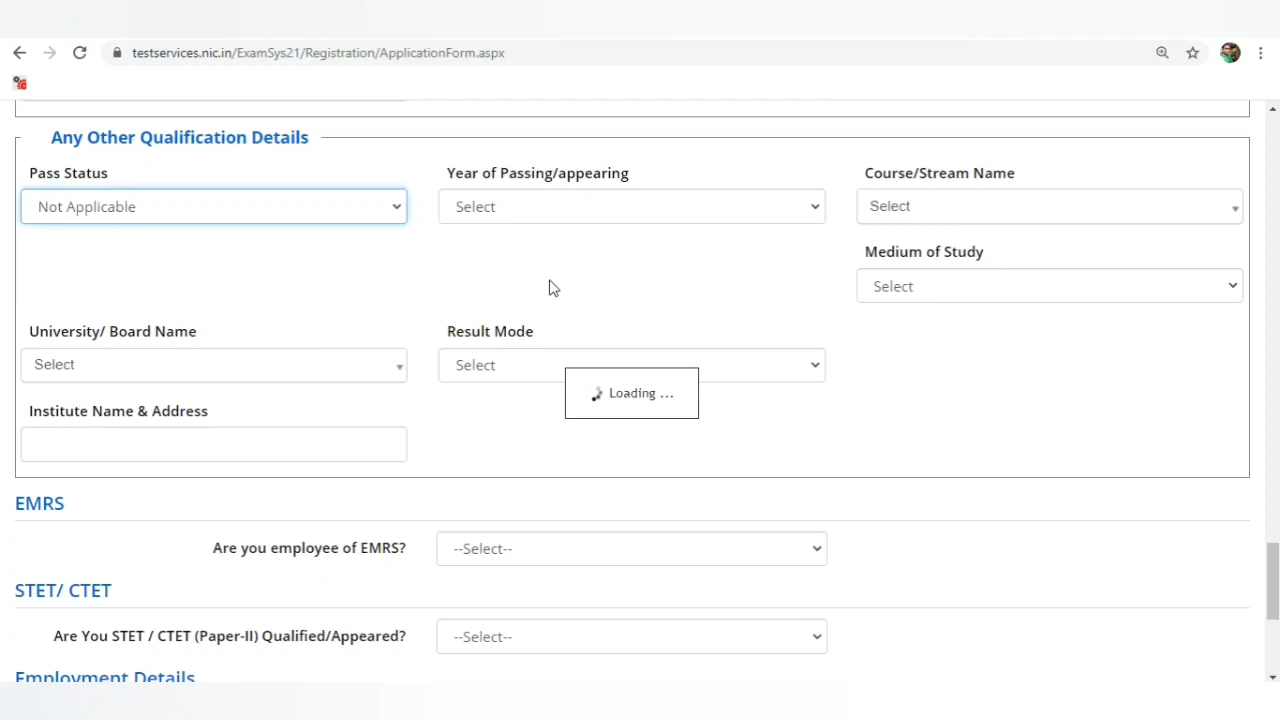 testservices.nic.in/ExamSys21/Registration/ApplicationForm.aspx
Any Other Qualification Details
Pass Status
Year of Passing/appearing
Course/Stream Name
Not Applicable
Select
Select
Medium of Study
Select
University/ Board Name
Result Mode
Select
Select
Loading ...
Institute Name & Address
EMRS
Are you employee of EMRS?
--Select--
STET/ CTET
Are You STET / CTET (Paper-II) Qualified/Appeared?
--Select--
Employment Details